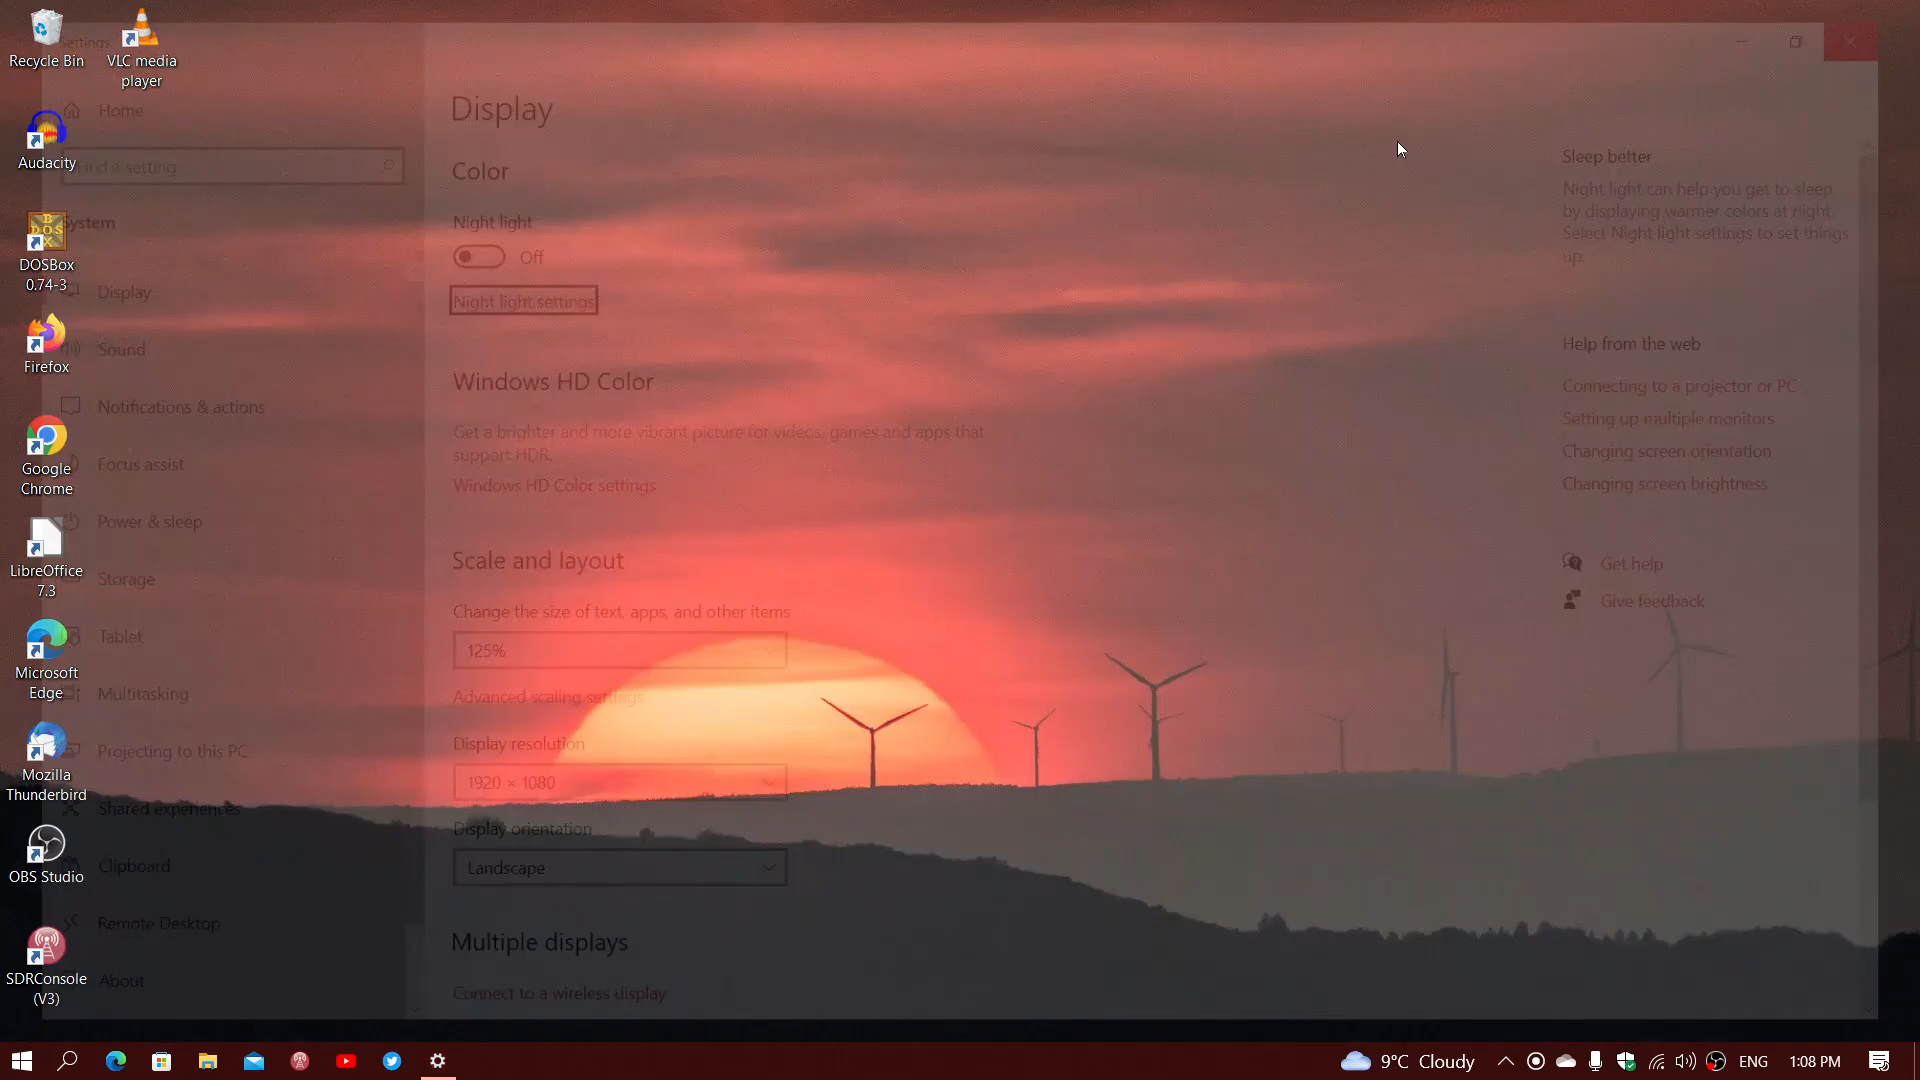 Recycle Bin
VLC media
player
Audacity
DOSBox
0.74-3
Firefox
Google
Chrome
LibreOffice
7.3
Microsoft
Edge
Mozilla
Thunderbird
OBS Studio
SDRConsole
(V3)
Settings
Home
Find a setting
System
Display
Sound
Notifications & actions
Focus assist
Power & sleep
Storage
Tablet
Multitasking
Projecting to this PC
Shared experiences
Clipboard
Remote Desktop
About
Display
Color
Night light
Off
Night light settings
Windows HD Color
Get a brighter and more vibrant picture for videos, games and apps that
support HDR.
Windows HD Color settings
Scale and layout
Change the size of text, apps, and other items
125%
Advanced scaling settings
Display resolution
1920 × 1080
Display orientation
Landscape
Multiple displays
Connect to a wireless display
Sleep better
Night light can help you get to sleep
by displaying warmer colors at night.
Select Night light settings to set things
up.
Help from the web
Connecting to a projector or PC
Setting up multiple monitors
Changing screen orientation
Changing screen brightness
Get help
Give feedback
9°C Cloudy
ENG
1:08 PM